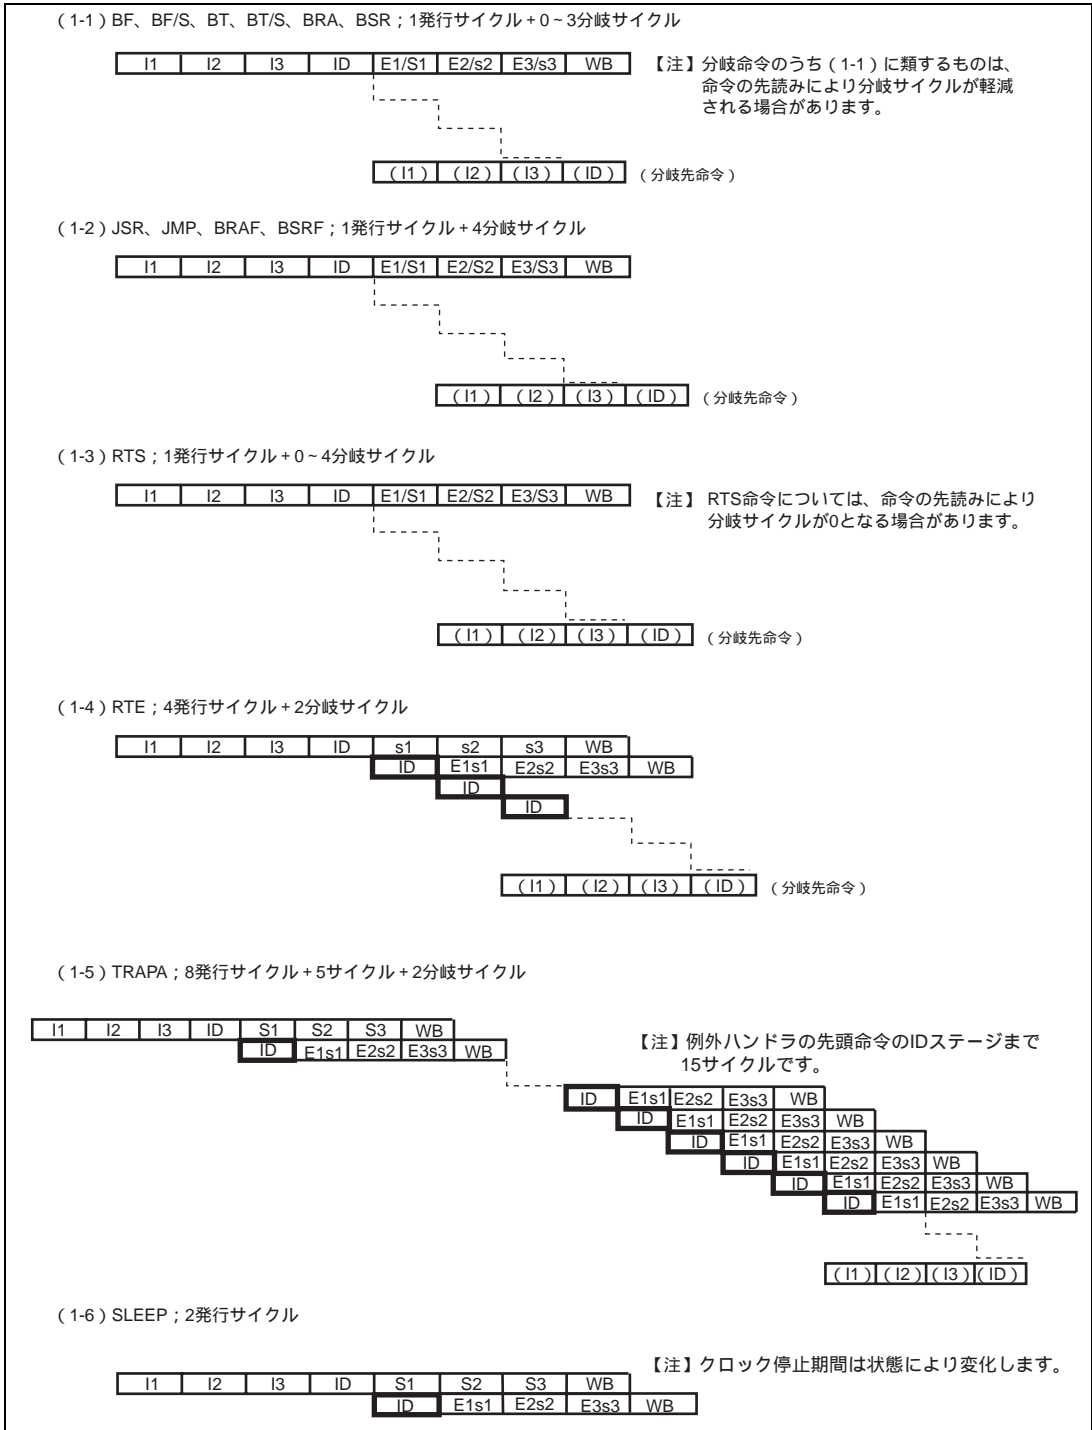 （1-1）BF、BF/S、BT、BT/S、BRA、BSR；1発行サイクル＋0～3分岐サイクル
I1 I2 I3 ID E1/S1 E2/s2 E3/s3 WB
【注】分岐命令のうち（1-1）に類するものは、
命令の先読みにより分岐サイクルが軽減
される場合があります。
（I1）（I2）（I3）（ID）（分岐先命令）
（1-2）JSR、JMP、BRAF、BSRF；1発行サイクル＋4分岐サイクル
I1 I2 I3 ID E1/S1 E2/S2 E3/S3 WB
（I1）（I2）（I3）（ID）（分岐先命令）
（1-3）RTS；1発行サイクル＋0～4分岐サイクル
I1 I2 I3 ID E1/S1 E2/S2 E3/S3 WB
【注】RTS命令については、命令の先読みにより
分岐サイクルが0となる場合があります。
（I1）（I2）（I3）（ID）（分岐先命令）
（1-4）RTE；4発行サイクル＋2分岐サイクル
I1 I2 I3 ID s1 s2 s3 WB
ID E1s1 E2s2 E3s3 WB
ID
ID
（I1）（I2）（I3）（ID）（分岐先命令）
（1-5）TRAPA；8発行サイクル＋5サイクル＋2分岐サイクル
I1 I2 I3 ID S1 S2 S3 WB
ID E1s1 E2s2 E3s3 WB
【注】例外ハンドラの先頭命令のIDステージまで
15サイクルです。
ID E1s1 E2s2 E3s3 WB
ID E1s1 E2s2 E3s3 WB
ID E1s1 E2s2 E3s3 WB
ID E1s1 E2s2 E3s3 WB
ID E1s1 E2s2 E3s3 WB
ID E1s1 E2s2 E3s3 WB
（I1）（I2）（I3）（ID）
（1-6）SLEEP；2発行サイクル
【注】クロック停止期間は状態により変化します。
I1 I2 I3 ID S1 S2 S3 WB
ID E1s1 E2s2 E3s3 WB